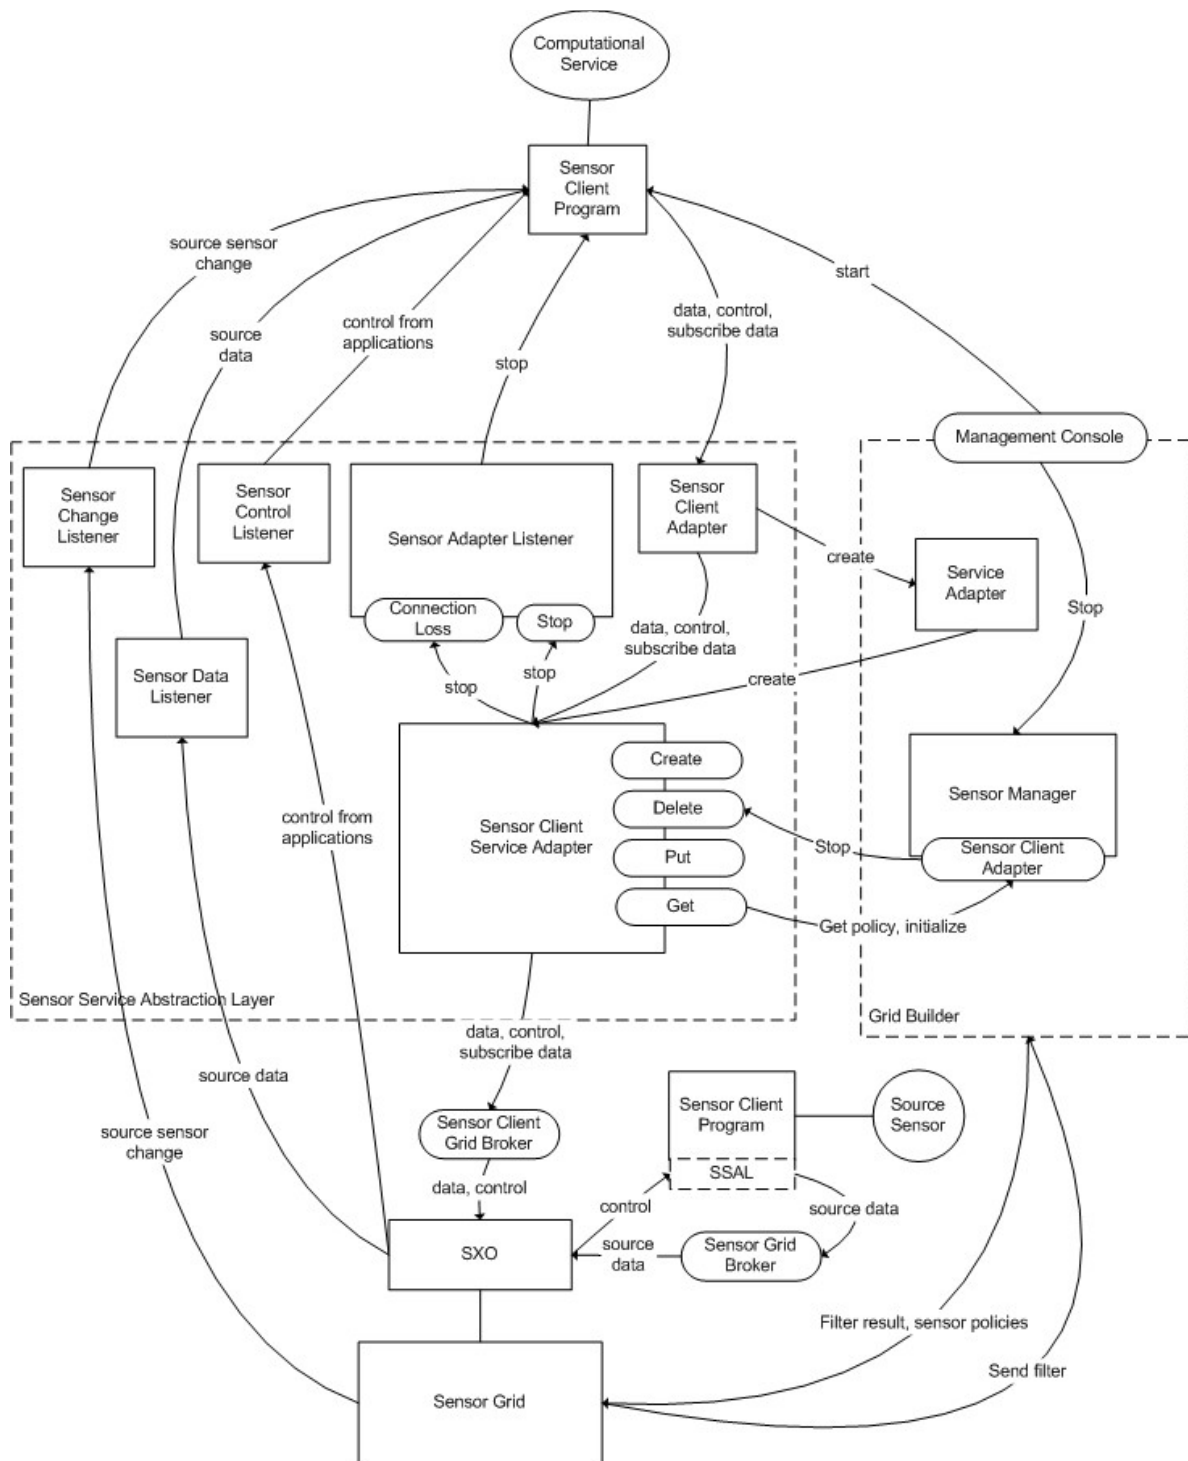 Computational
Service
Sensor
Client
Program
source sensor
change
start
data, control,
subscribe data
source
data
control from
applications
stop
Management Console
Sensor
Change
Listener
Sensor
Control
Listener
Sensor Adapter Listener
Sensor
Client
Adapter
create
Service
Adapter
Stop
Connection
Loss
Stop
data, control,
subscribe data
Sensor Data
Listener
stop
stop
create
Create
Delete
Put
Get
Sensor Client
Service Adapter
Sensor Manager
Sensor Client
Adapter
Stop
control from
applications
Get policy, initialize
Sensor Service Abstraction Layer
Grid Builder
data, control,
subscribe data
source data
Sensor Client
Program
Source
Sensor
source sensor
change
Sensor Client
Grid Broker
SSAL
data, control
control
source data
SXO
source
data
Sensor Grid
Broker
Filter result, sensor policies
Send filter
Sensor Grid